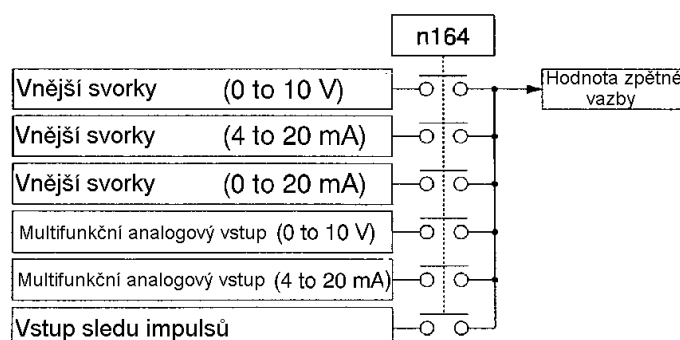 n164
Vnější svorky (0 to 10 V)
Hodnota zpětné
vazby
Vnější svorky (4 to 20 mA)
Vnější svorky (0 to 20 mA)
Multifunkční analogový vstup (0 to 10 V)
Multifunkční analogový vstup (4 to 20 mA)
Vstup sledu impulsů